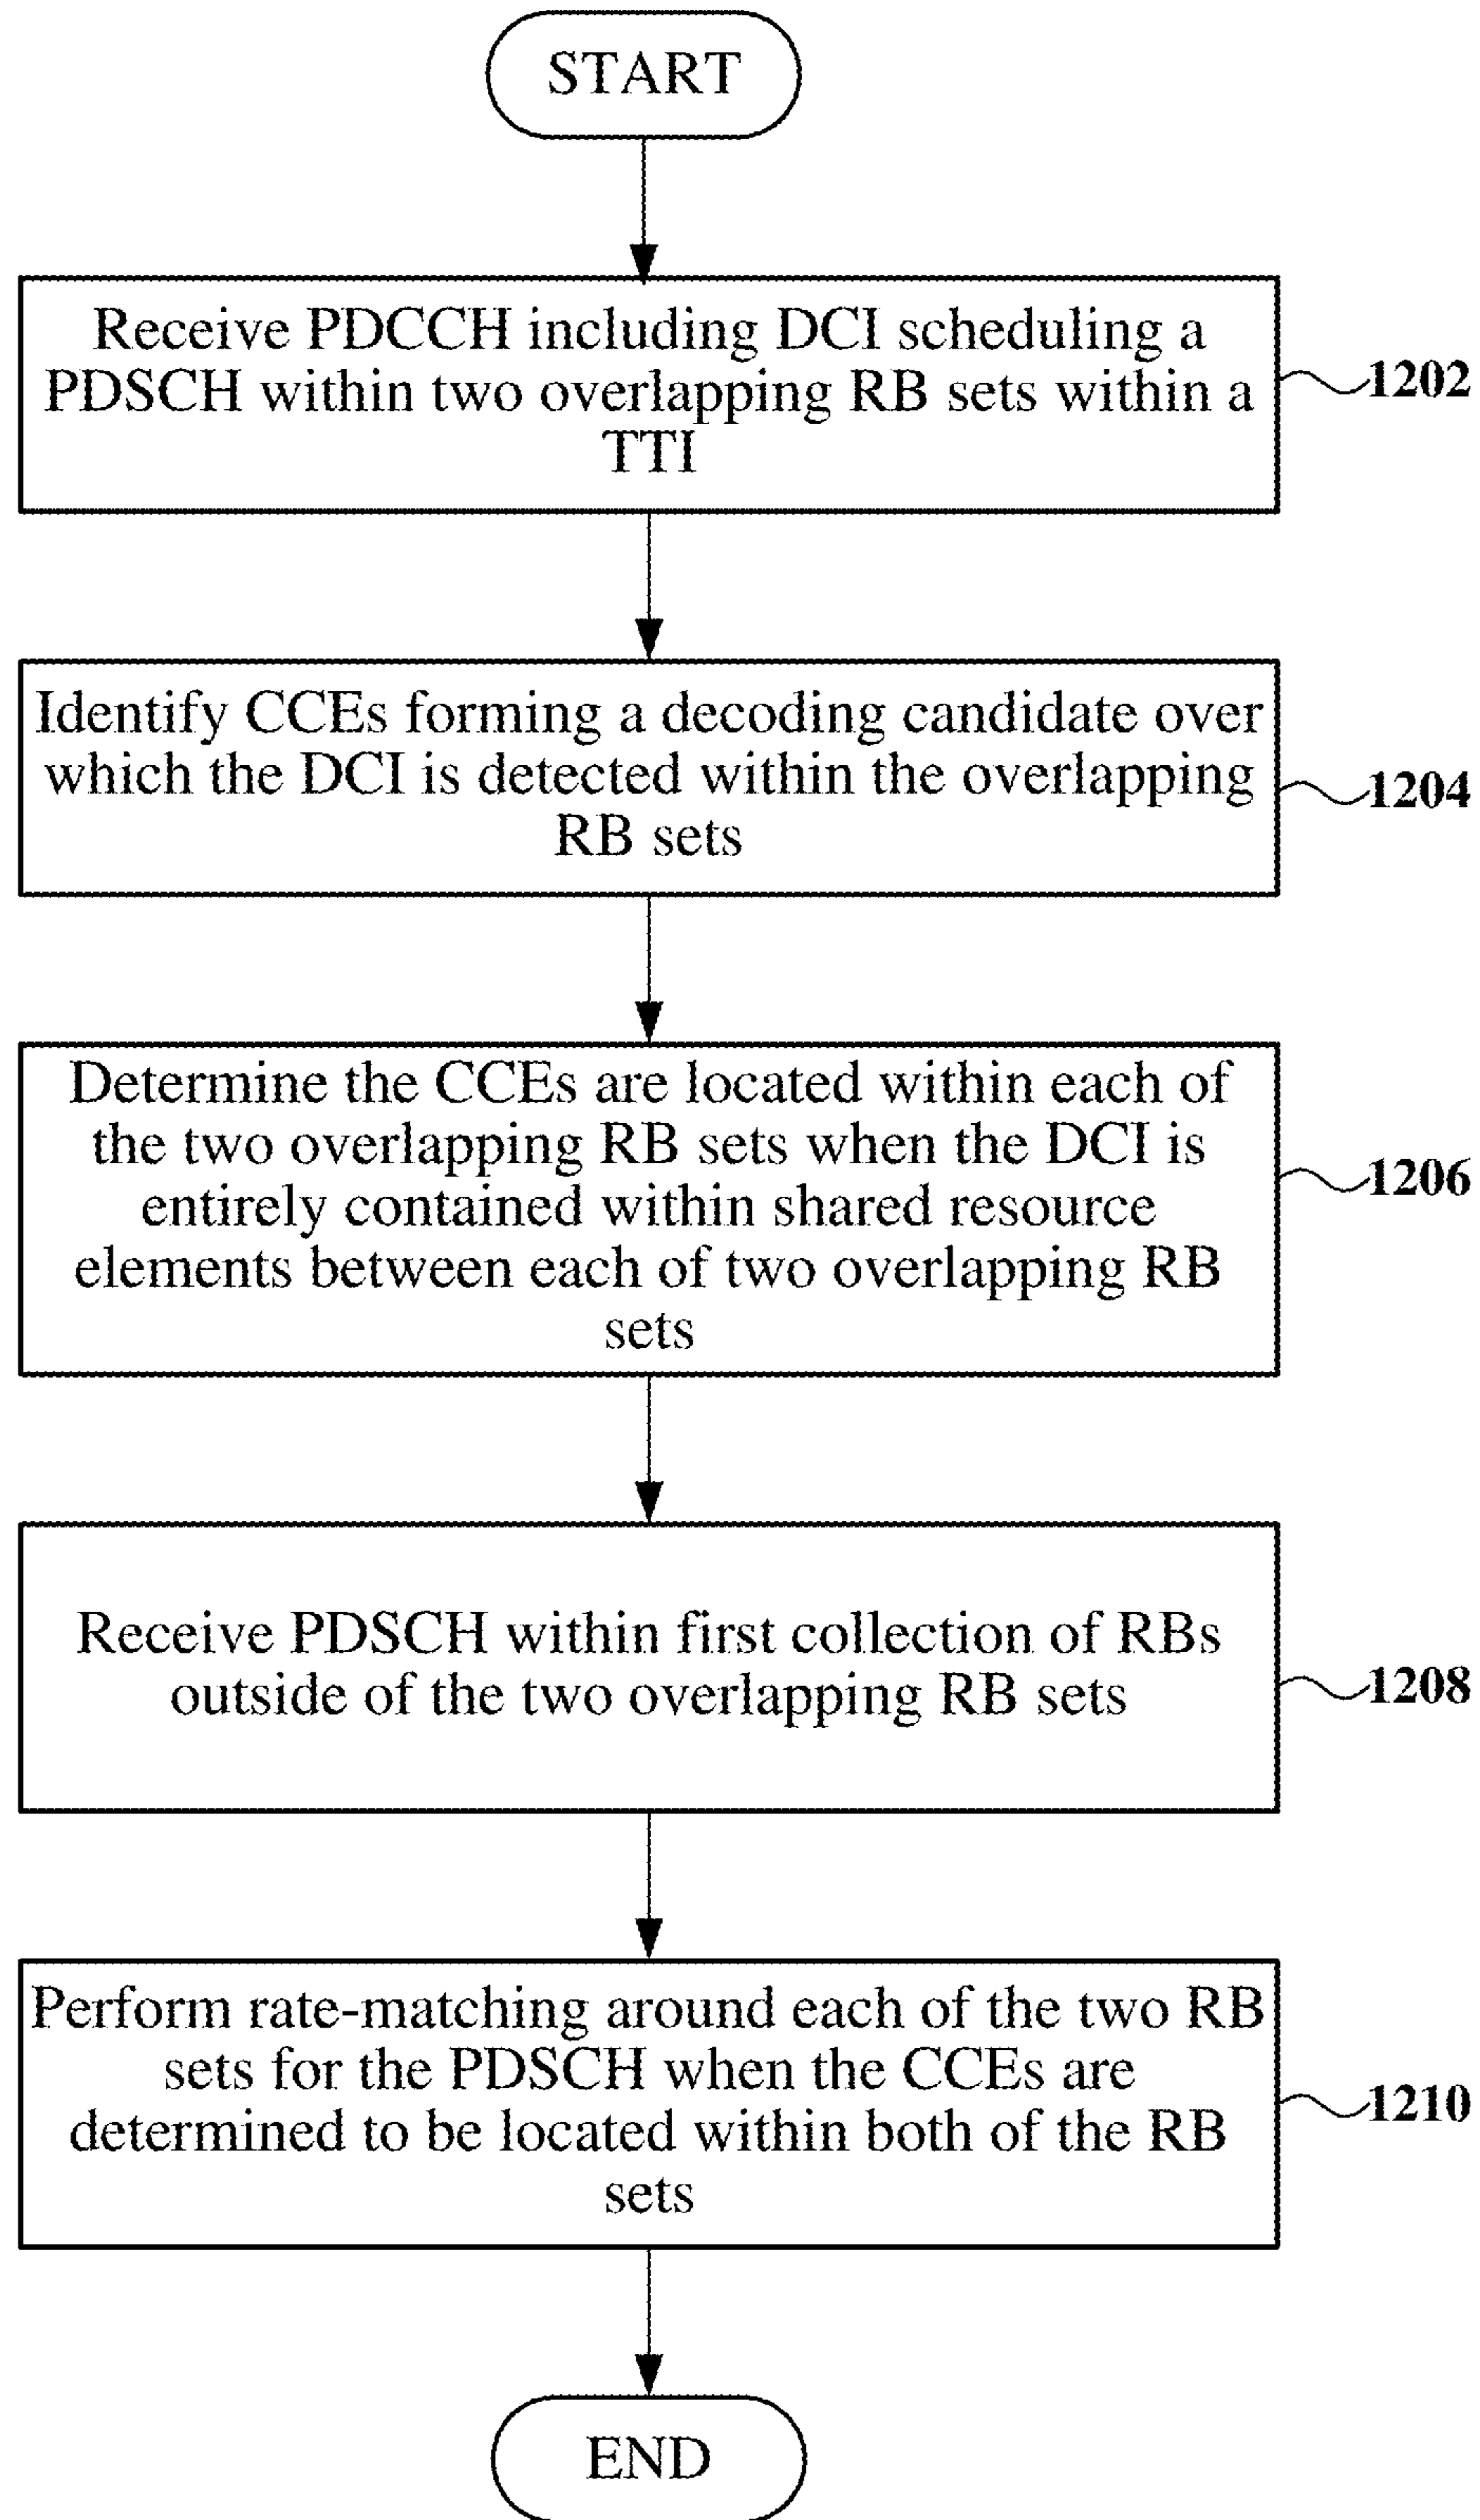 START
Receive PDCCH including DCI scheduling a
PDSCH within two overlapping RB sets within a
TTI
1202
Identify CCEs forming a decoding candidate over
which the DCI is detected within the overlapping
RB sets
1204
Determine the CCEs are located within each of
the two overlapping RB sets when the DCI is
entirely contained within shared resource
elements between each of two overlapping RB
sets
1206
Receive PDSCH within first collection of RBs
outside of the two overlapping RB sets
1208
Perform rate-matching around each of the two RB
sets for the PDSCH when the CCEs are
determined to be located within both of the RB
sets
1210
END